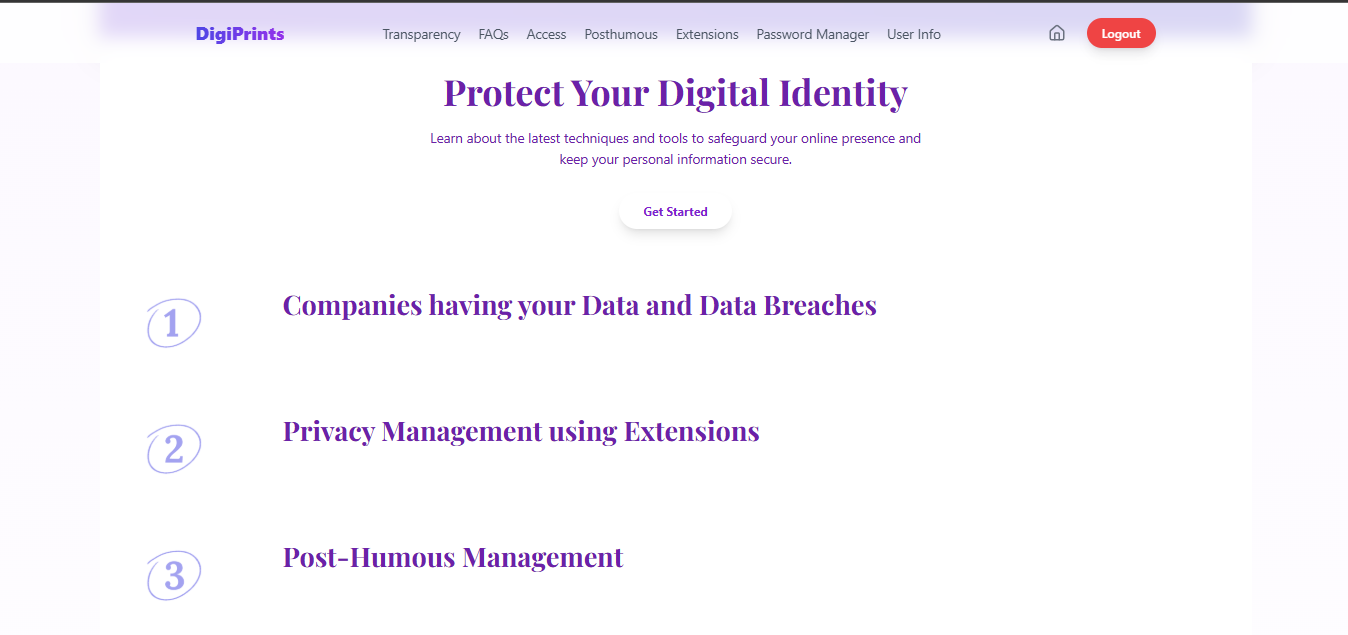 DigiPrints Transparency FAQs Access Posthumous Extensions Password Manager User Info Logout
Protect Your Digital Identity
Learn about the latest techniques and tools to safeguard your online presence and
keep your personal information secure.
Get Started
1 Companies having your Data and Data Breaches
2 Privacy Management using Extensions
3 Post-Humous Management